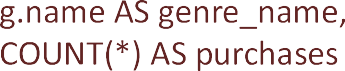 g.name AS genre_name,
COUNT(*) AS purchases